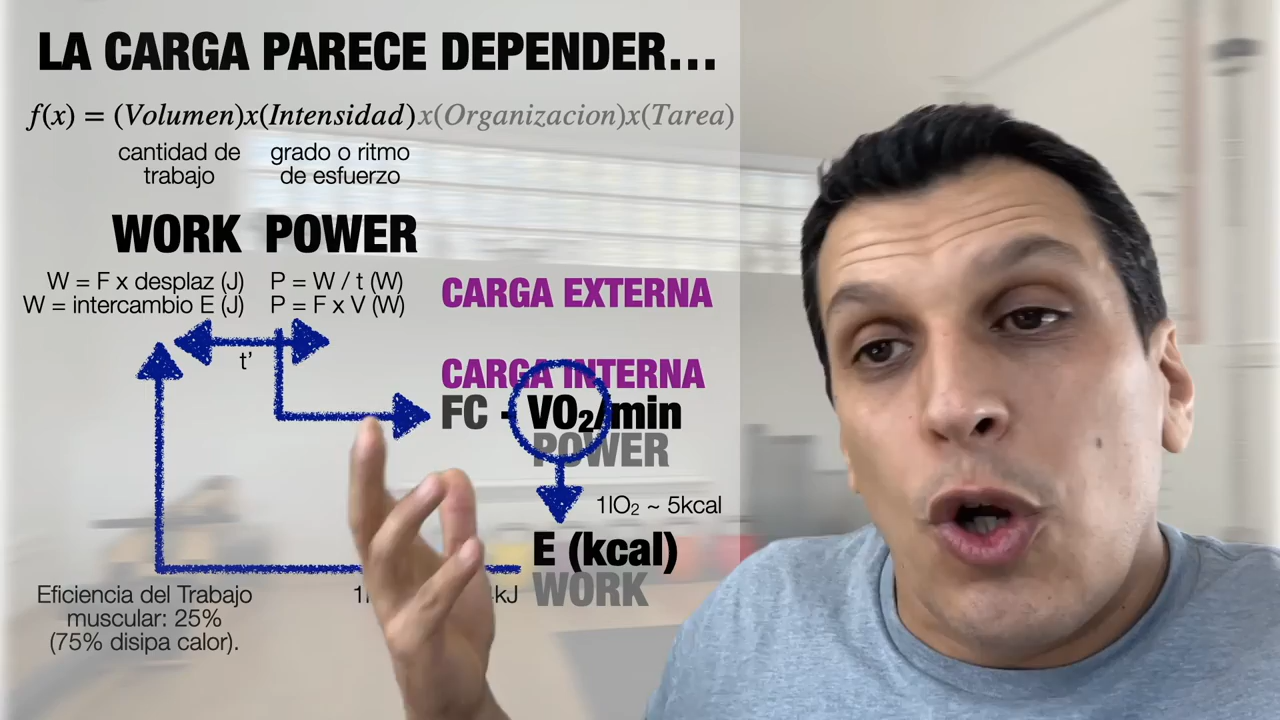 LA CARGA PARECE DEPENDER...
f(x) = (Volumen)x(Intensidad)x(Organizacion)x(Tarea)
cantidad de trabajo
grado o ritmo de esfuerzo
WORK POWER
W = F x desplaz (J)
W = intercambio E (J)
P = W / t (W)
P = F x V (W)
CARGA EXTERNA
t'
CARGA INTERNA
FC - VO₂/min
POWER
1lO₂ ~ 5kcal
E (kcal)
WORK
kJ
Eficiencia del Trabajo
muscular: 25%
(75% disipa calor).